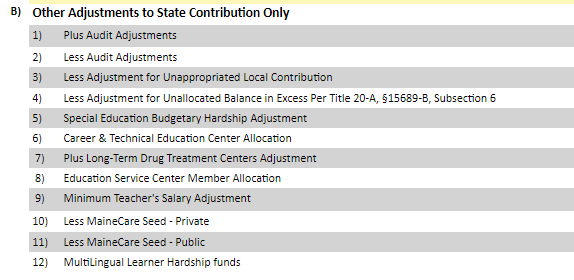 B) Other Adjustments to State Contribution Only
1) Plus Audit Adjustments
2) Less Audit Adjustments
3) Less Adjustment for Unappropriated Local Contribution
4) Less Adjustment for Unallocated Balance in Excess Per Title 20-A, §15689-B, Subsection 6
5) Special Education Budgetary Hardship Adjustment
6) Career & Technical Education Center Allocation
7) Plus Long-Term Drug Treatment Centers Adjustment
8) Education Service Center Member Allocation
9) Minimum Teacher's Salary Adjustment
10) Less MaineCare Seed - Private
11) Less MaineCare Seed - Public
12) MultiLingual Learner Hardship funds